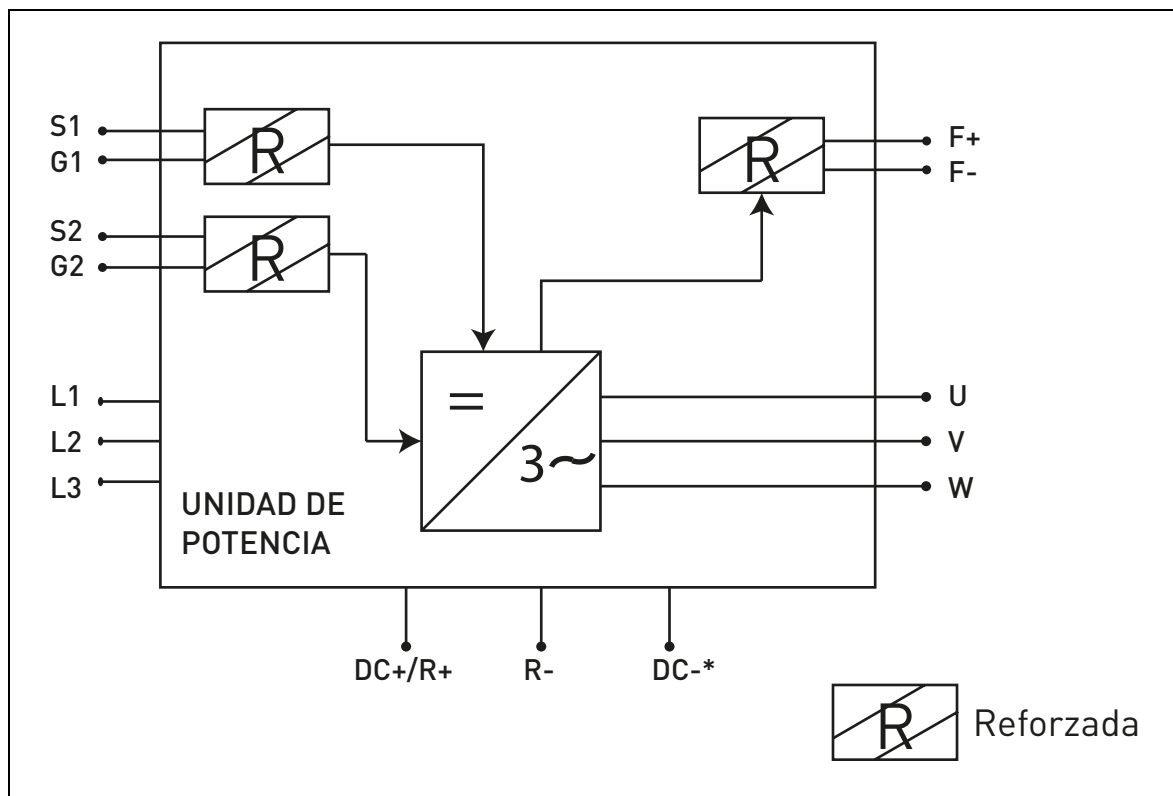 S1
G1
R
S2
G2
R
R
F+
F-
L1
L2
L3
=
3~
U
V
W
UNIDAD DE
POTENCIA
DC+/R+
R-
DC-*
R
Reforzada